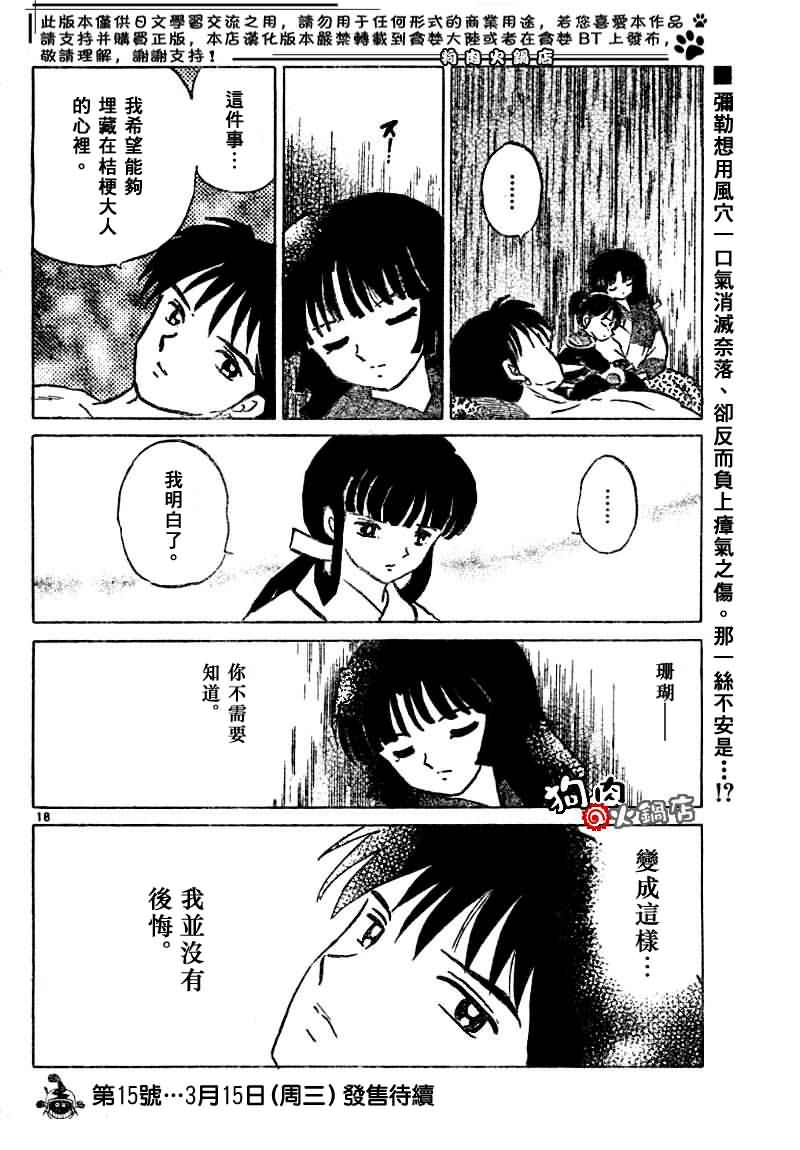 此版本僅供日文學習交流之用，請勿用于任何形式的商業用途，若您喜愛本作品
請支持并購買正版，本店漢化版本嚴禁轉載到貪婪大陸或者在貪婪 BT 上發布，
敬請理解，謝謝支持！
狗肉火鍋店
■彌勒想用風穴一口氣消滅奈落、卻反而負上瘴氣之傷。那一絲不安是…!?
……
這件事…
我希望能夠
埋藏在桔梗大人
的心裡。
……
我明白了。
珊瑚——
你不需要
知道。
狗肉
火鍋店
18
變成這樣…
我並沒有
後悔。
第15號…3月15日(周三)發售待續